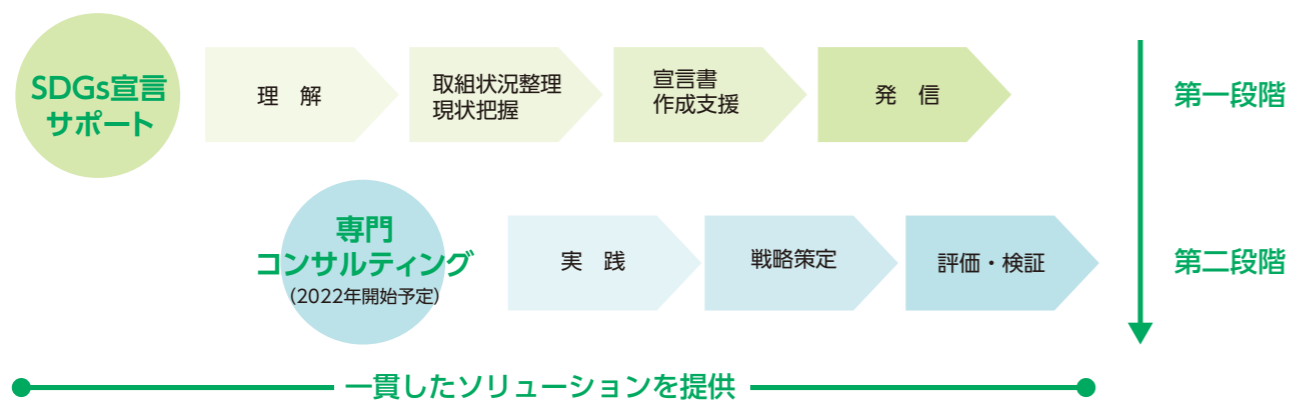 SDGs宣言
サポート
理　解
取組状況整理
現状把握
宣言書
作成支援
発　信
第一段階
専門
コンサルティング
(2022年開始予定)
実　践
戦略策定
評価・検証
第二段階
一貫したソリューションを提供